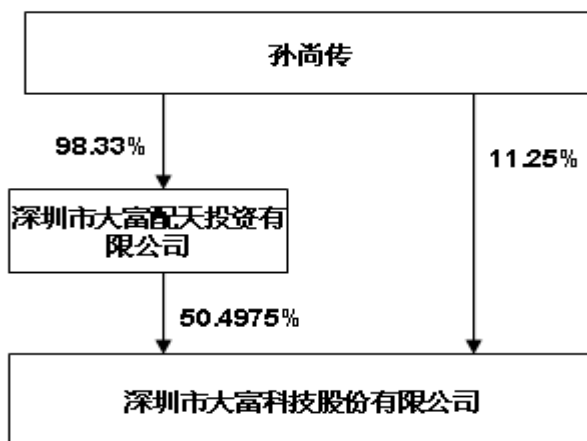 孙尚传
98.33%
11.25%
深圳市大富配天投资有
限公司
50.4975%
深圳市大富科技股份有限公司